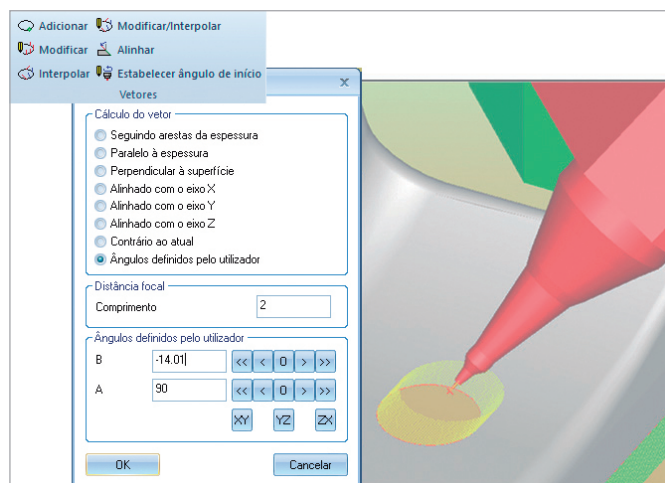 Adicionar Modificar/Interpolar
Modificar Alinhar
Interpolar Estabelecer ângulo de início
Vetores
x
Cálculo do vetor
Seguindo arestas da espessura
Paralelo à espessura
Perpendicular à superfície
Alinhado com o eixo X
Alinhado com o eixo Y
Alinhado com o eixo Z
Contrário ao atual
Ângulos definidos pelo utilizador
Distância focal
Comprimento 2
Ângulos definidos pelo utilizador
B -14.01 << < 0 > >>
A 90 << < 0 > >>
XY YZ ZX
OK Cancelar